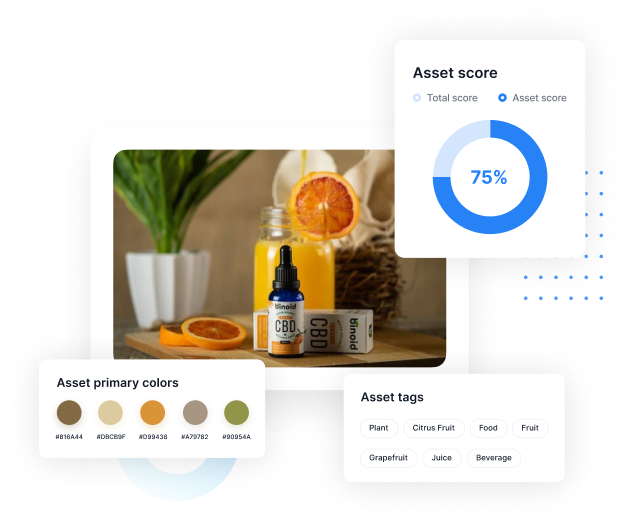 Asset score
Total score
Asset score
75%
binoid
CBD
CBD
binoid
Asset primary colors
#816A44
#DBCB9F
#D99438
#A79782
#90954A
Asset tags
Plant
Citrus Fruit
Food
Fruit
Grapefruit
Juice
Beverage